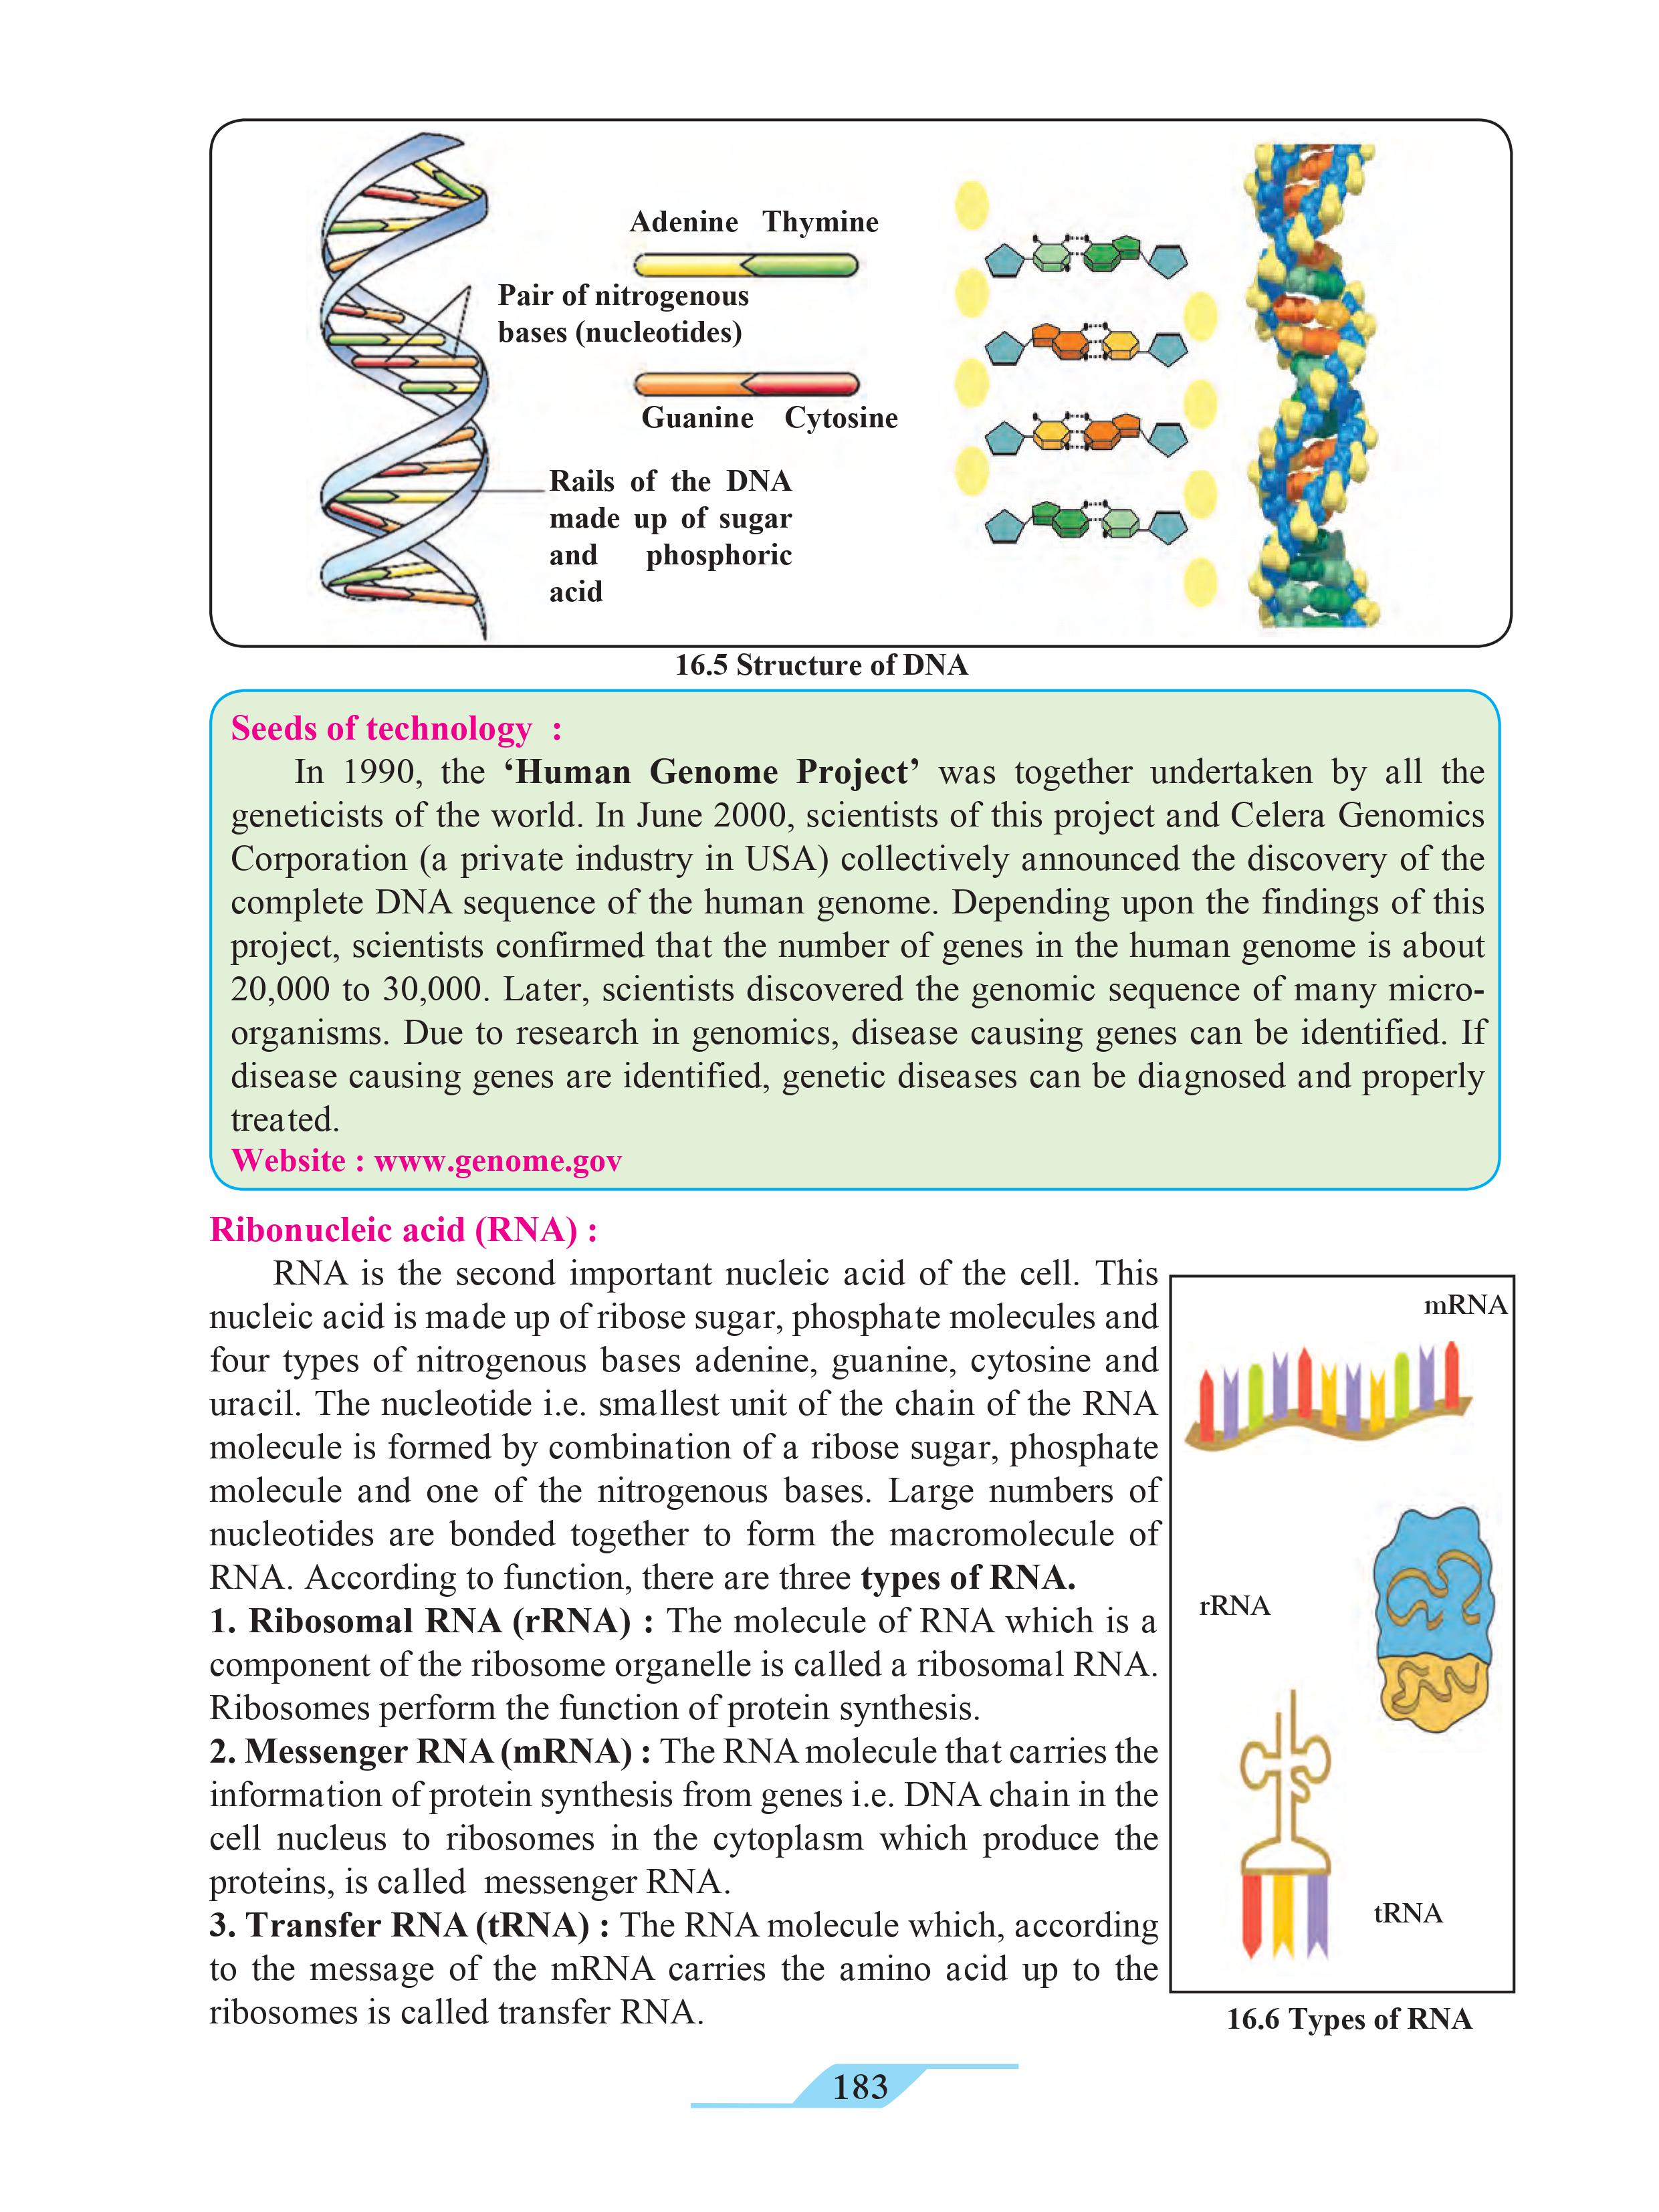 Adenine Thymine
Pair of nitrogenous
bases (nucleotides)
Guanine Cytosine
Rails of the DNA
made up of sugar
and phosphoric
acid
16.5 Structure of DNA
Seeds of technology :
In 1990, the ‘Human Genome Project’ was together undertaken by all the
geneticists of the world. In June 2000, scientists of this project and Celera Genomics
Corporation (a private industry in USA) collectively announced the discovery of the
complete DNA sequence of the human genome. Depending upon the findings of this
project, scientists confirmed that the number of genes in the human genome is about
20,000 to 30,000. Later, scientists discovered the genomic sequence of many micro-
organisms. Due to research in genomics, disease causing genes can be identified. If
disease causing genes are identified, genetic diseases can be diagnosed and properly
treated.
Website : www.genome.gov
Ribonucleic acid (RNA) :
RNA is the second important nucleic acid of the cell. This
nucleic acid is made up of ribose sugar, phosphate molecules and
four types of nitrogenous bases adenine, guanine, cytosine and
uracil. The nucleotide i.e. smallest unit of the chain of the RNA
molecule is formed by combination of a ribose sugar, phosphate
molecule and one of the nitrogenous bases. Large numbers of
nucleotides are bonded together to form the macromolecule of
RNA. According to function, there are three types of RNA.
1. Ribosomal RNA (rRNA) : The molecule of RNA which is a
component of the ribosome organelle is called a ribosomal RNA.
Ribosomes perform the function of protein synthesis.
2. Messenger RNA (mRNA) : The RNA molecule that carries the
information of protein synthesis from genes i.e. DNA chain in the
cell nucleus to ribosomes in the cytoplasm which produce the
proteins, is called messenger RNA.
3. Transfer RNA (tRNA) : The RNA molecule which, according
to the message of the mRNA carries the amino acid up to the
ribosomes is called transfer RNA.
mRNA
rRNA
tRNA
16.6 Types of RNA
183